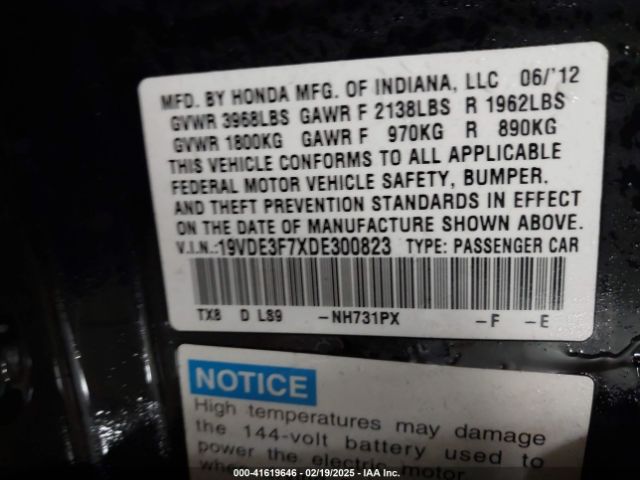 MFD. BY HONDA MFG. OF INDIANA, LLC 06/'12
GVWR 3968LBS GAWR F 2138LBS R 1962LBS
GVWR 1800KG GAWR F 970KG R 890KG
THIS VEHICLE CONFORMS TO ALL APPLICABLE
FEDERAL MOTOR VEHICLE SAFETY, BUMPER,
AND THEFT PREVENTION STANDARDS IN EFFECT
ON THE DATE OF MANUFACTURE SHOWN ABOVE.
V.I.N.:19VDE3F7XDE300823 TYPE: PASSENGER CAR
TX8 D L89 -NH731PX -F -E
NOTICE
High temperatures may damage
the 144-volt battery used to
power the electric motor.
000-41619646 - 02/19/2025 - IAA Inc.